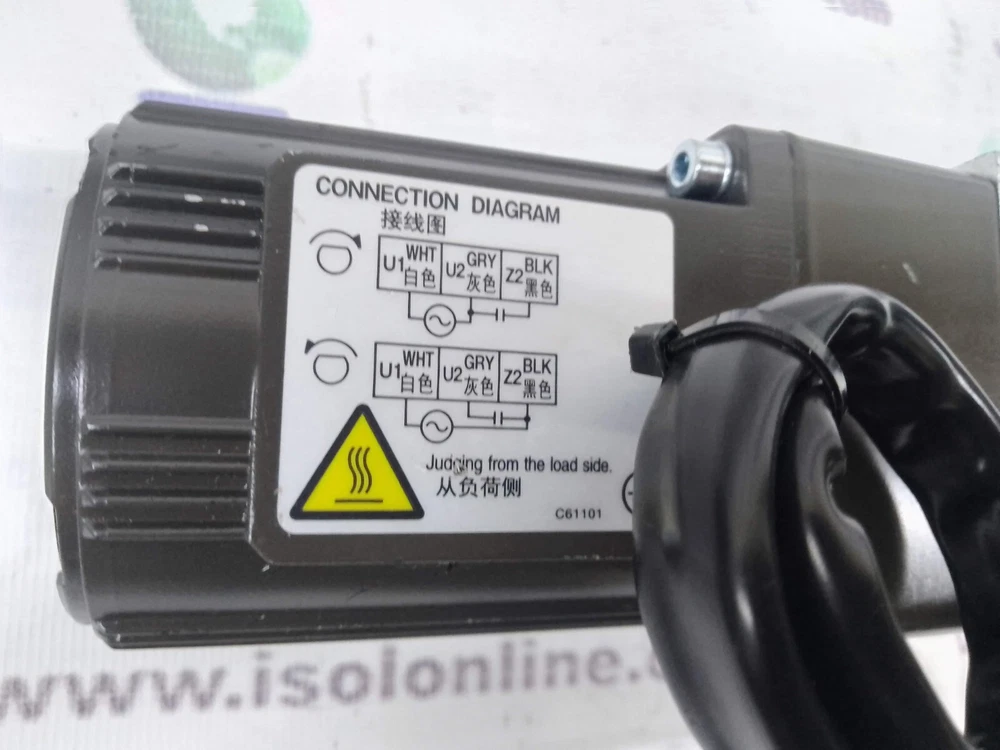 CONNECTION DIAGRAM
接线图
U1 WHT 白色 U2 GRY 灰色 Z2 BLK 黑色
U1 WHT 白色 U2 GRY 灰色 Z2 BLK 黑色
Judging from the load side.
从负荷侧
C61101
www.isolonline.